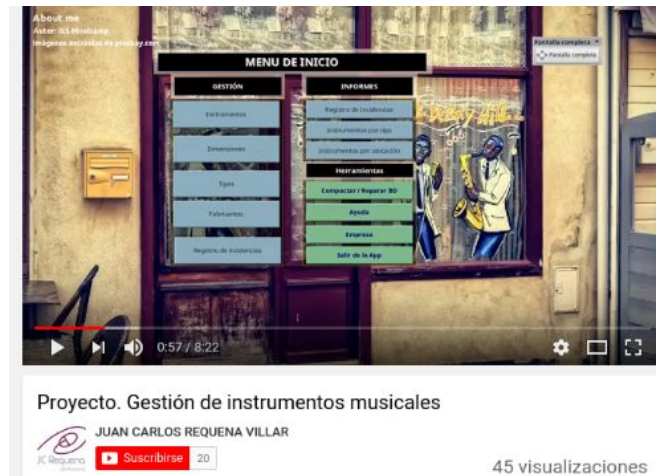 About me
Autor: IES Mindcamp
Imágenes extraídas de pixabay.com
Pantalla completa
Pantalla completa
MENU DE INICIO
GESTIÓN
Instrumentos
Dimensiones
Tipos
Fabricantes
Registro de incidencias
INFORMES
Registro de incidencias
Instrumentos por tipo
Instrumentos por ubicación
Herramientas
Compactar / Reparar BD
Ayuda
Empresa
Salir de la App
0:57 / 8:22
Proyecto. Gestión de instrumentos musicales
JUAN CARLOS REQUENA VILLAR
JC Requena
Suscribirse 20
45 visualizaciones